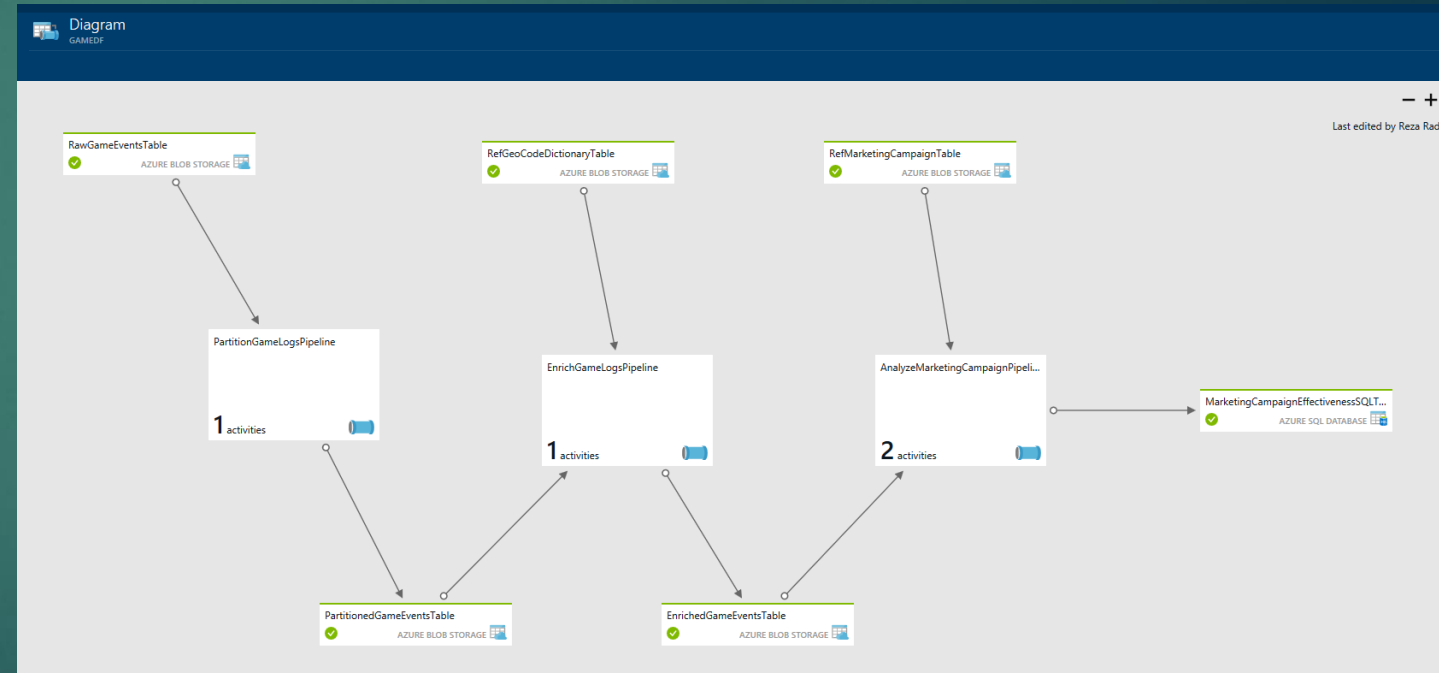 Diagram
GAMEDF
Last edited by Reza Rad
RawGameEventsTable
AZURE BLOB STORAGE
RefGeoCodeDictionaryTable
AZURE BLOB STORAGE
RefMarketingCampaignTable
AZURE BLOB STORAGE
PartitionGameLogsPipeline
1 activities
EnrichGameLogsPipeline
1 activities
AnalyzeMarketingCampaignPipeli...
2 activities
MarketingCampaignEffectivenessSQLT...
AZURE SQL DATABASE
PartitionedGameEventsTable
AZURE BLOB STORAGE
EnrichedGameEventsTable
AZURE BLOB STORAGE